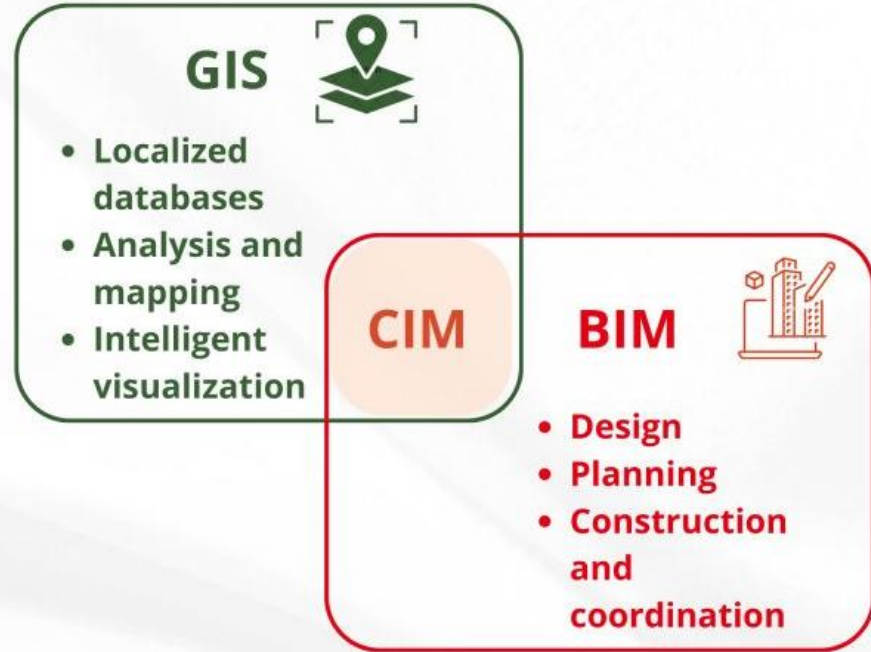 GIS
• Localized
databases
• Analysis and
mapping
• Intelligent
visualization
CIM
BIM
• Design
• Planning
• Construction
and
coordination